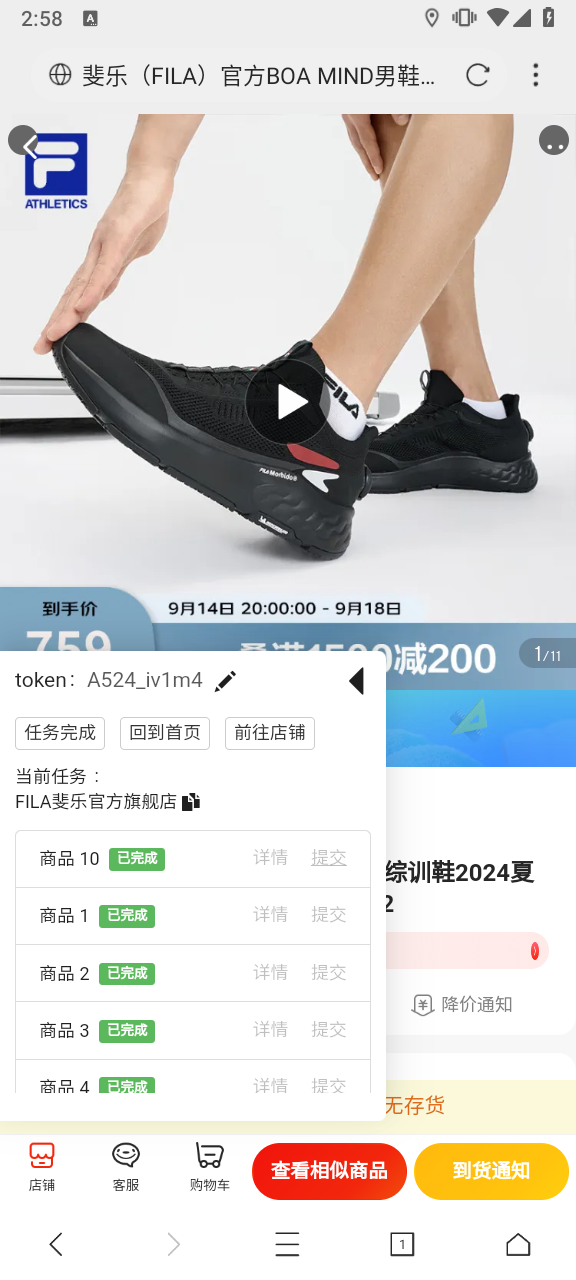 2:58
A
斐乐（FILA）官方BOA MIND男鞋…
F
ATHLETICS
FILA
FILA Morbido®
到手价
9月14日 20:00:00 - 9月18日
759
减200
1/11
token： A524_iv1m4
任务完成
回到首页
前往店铺
当前任务：
FILA斐乐官方旗舰店
商品 10 已完成 详情 提交
综训鞋2024夏
商品 1 已完成 详情 提交
2
商品 2 已完成 详情 提交
降价通知
商品 3 已完成 详情 提交
商品 4 已完成 详情 提交
无存货
店铺
客服
购物车
查看相似商品
到货通知
1